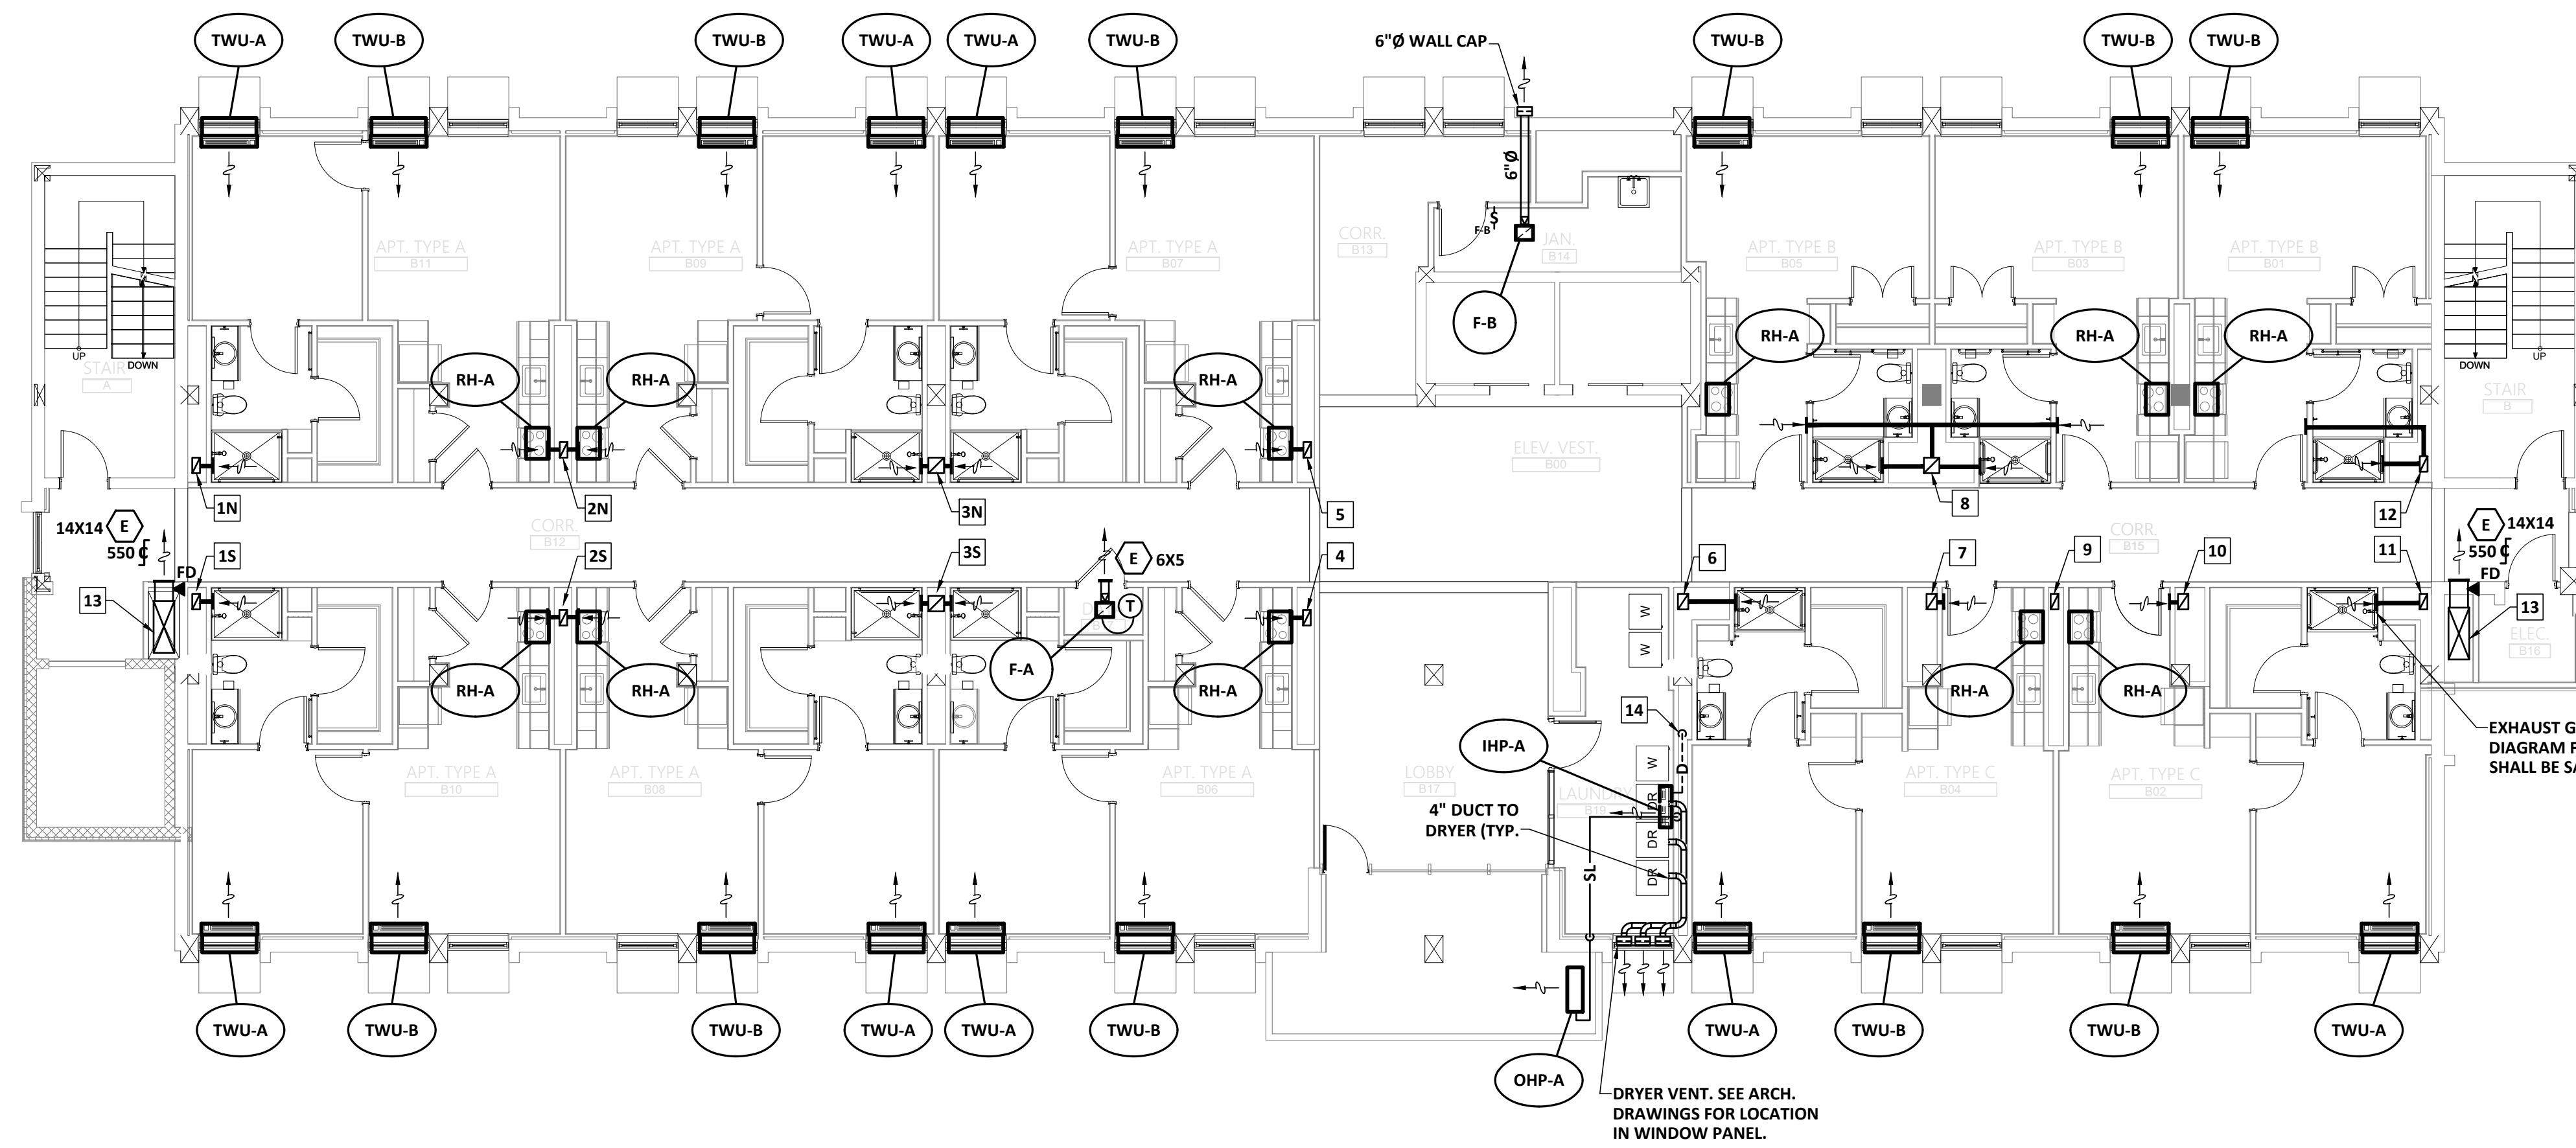 TWU-A
TWU-B
TWU-B
TWU-A
TWU-A
TWU-B
6"Ø WALL CAP
TWU-B
TWU-B
TWU-B
6"Ø
$
F-B
APT. TYPE A
B11
APT. TYPE A
B09
APT. TYPE A
B07
CORR.
B13
JAN.
B14
APT. TYPE B
B05
APT. TYPE B
B03
APT. TYPE B
B01
F-B
RH-A
RH-A
RH-A
UP
DOWN
STAIR
A
DOWN
UP
STAIR
B
RH-A
RH-A
RH-A
ELEV. VEST.
B00
1N
2N
3N
5
8
12
14X14
E
550
FD
CORR.
B12
E
6X5
CORR.
B15
E
14X14
550
FD
1S
2S
3S
4
6
7
9
10
11
13
T
F-A
W
W
13
ELEC.
B16
RH-A
RH-A
RH-A
RH-A
RH-A
14
IHP-A
W
D
EXHAUST G
DIAGRAM F
SHALL BE SA
APT. TYPE A
B10
APT. TYPE A
B08
APT. TYPE A
B06
LOBBY
B17
LAUNDRY
B19
APT. TYPE C
B04
APT. TYPE C
B02
4" DUCT TO
DRYER (TYP.
DR
DR
DR
SL
TWU-A
TWU-B
TWU-B
TWU-A
TWU-A
TWU-B
TWU-A
TWU-B
TWU-B
TWU-A
OHP-A
DRYER VENT. SEE ARCH.
DRAWINGS FOR LOCATION
IN WINDOW PANEL.